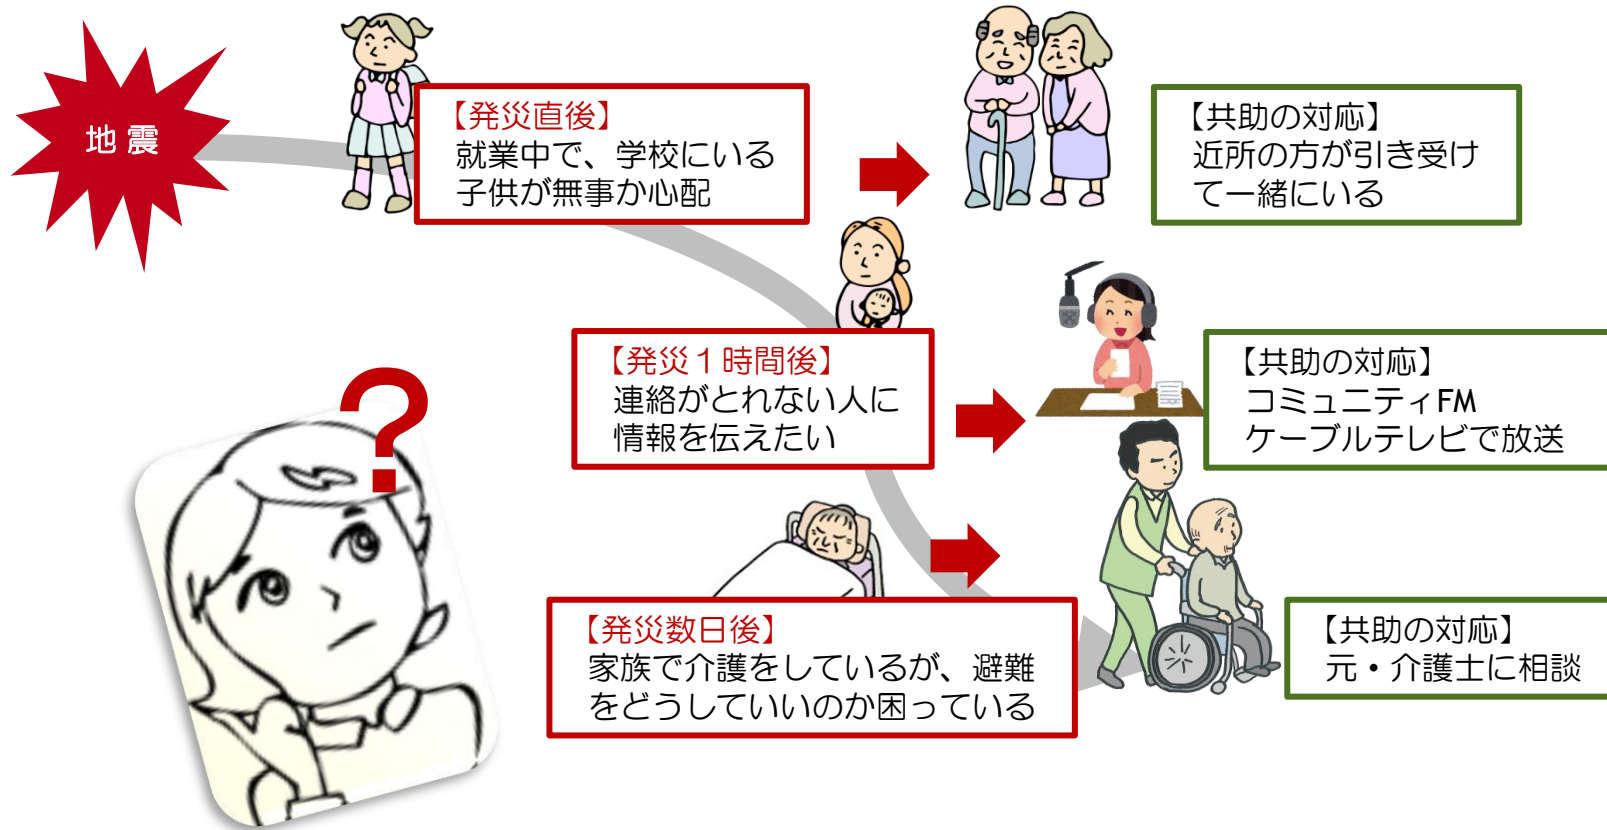 地震
【発災直後】
就業中で、学校にいる
子供が無事か心配
【共助の対応】
近所の方が引き受け
て一緒にいる
【発災１時間後】
連絡がとれない人に
情報を伝えたい
【共助の対応】
コミュニティFM
ケーブルテレビで放送
?
【発災数日後】
家族で介護をしているが、避難
をどうしていいのか困っている
【共助の対応】
元・介護士に相談